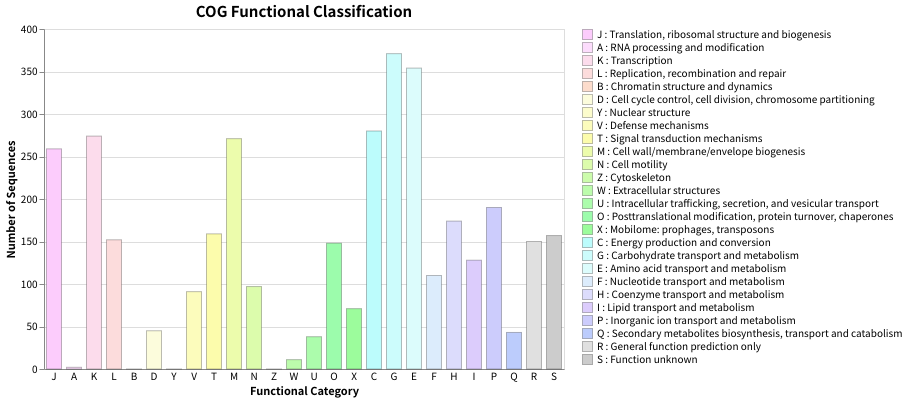 COG Functional Classification
Number of Sequences
400
350
300
250
200
150
100
50
0
J A K L B D Y V T M N Z W U O X C G E F H I P Q R S
Functional Category
J : Translation, ribosomal structure and biogenesis
A : RNA processing and modification
K : Transcription
L : Replication, recombination and repair
B : Chromatin structure and dynamics
D : Cell cycle control, cell division, chromosome partitioning
Y : Nuclear structure
V : Defense mechanisms
T : Signal transduction mechanisms
M : Cell wall/membrane/envelope biogenesis
N : Cell motility
Z : Cytoskeleton
W : Extracellular structures
U : Intracellular trafficking, secretion, and vesicular transport
O : Posttranslational modification, protein turnover, chaperones
X : Mobilome: prophages, transposons
C : Energy production and conversion
G : Carbohydrate transport and metabolism
E : Amino acid transport and metabolism
F : Nucleotide transport and metabolism
H : Coenzyme transport and metabolism
I : Lipid transport and metabolism
P : Inorganic ion transport and metabolism
Q : Secondary metabolites biosynthesis, transport and catabolism
R : General function prediction only
S : Function unknown